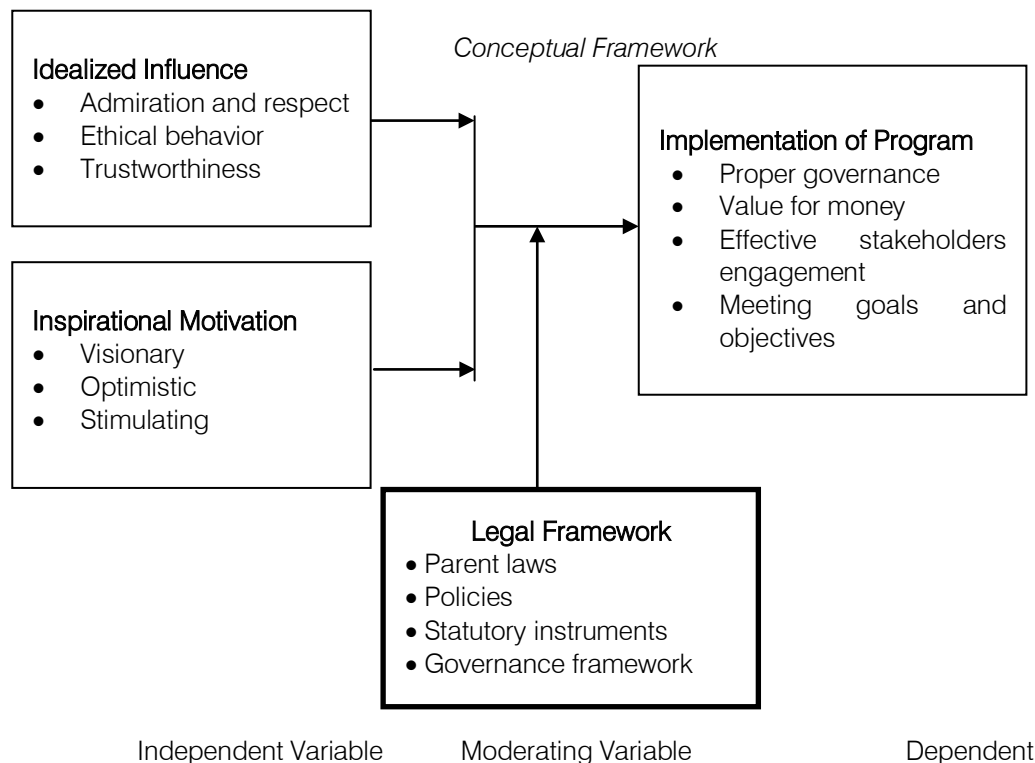 Conceptual Framework
Idealized Influence
• Admiration and respect
• Ethical behavior
• Trustworthiness
Implementation of Program
• Proper governance
• Value for money
• Effective stakeholders
engagement
• Meeting goals and
objectives
Inspirational Motivation
• Visionary
• Optimistic
• Stimulating
Legal Framework
• Parent laws
• Policies
• Statutory instruments
• Governance framework
Independent Variable Moderating Variable Dependent